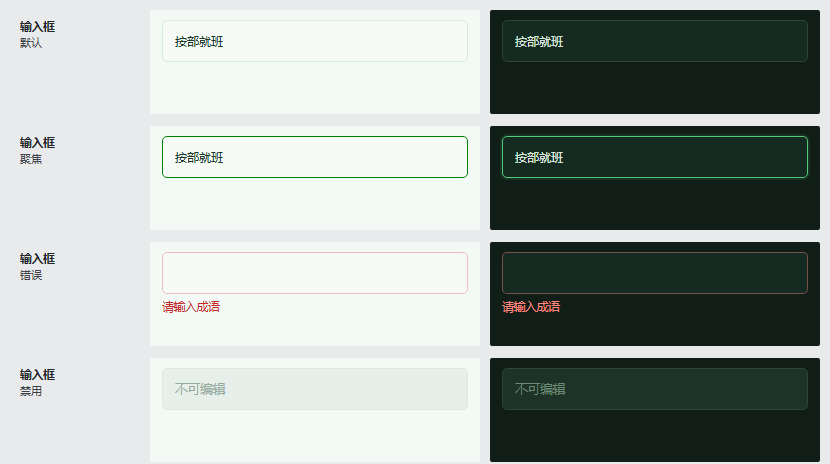 输入框
默认
按部就班
按部就班
输入框
聚焦
按部就班
按部就班
输入框
错误
请输入成语
请输入成语
输入框
禁用
不可编辑
不可编辑